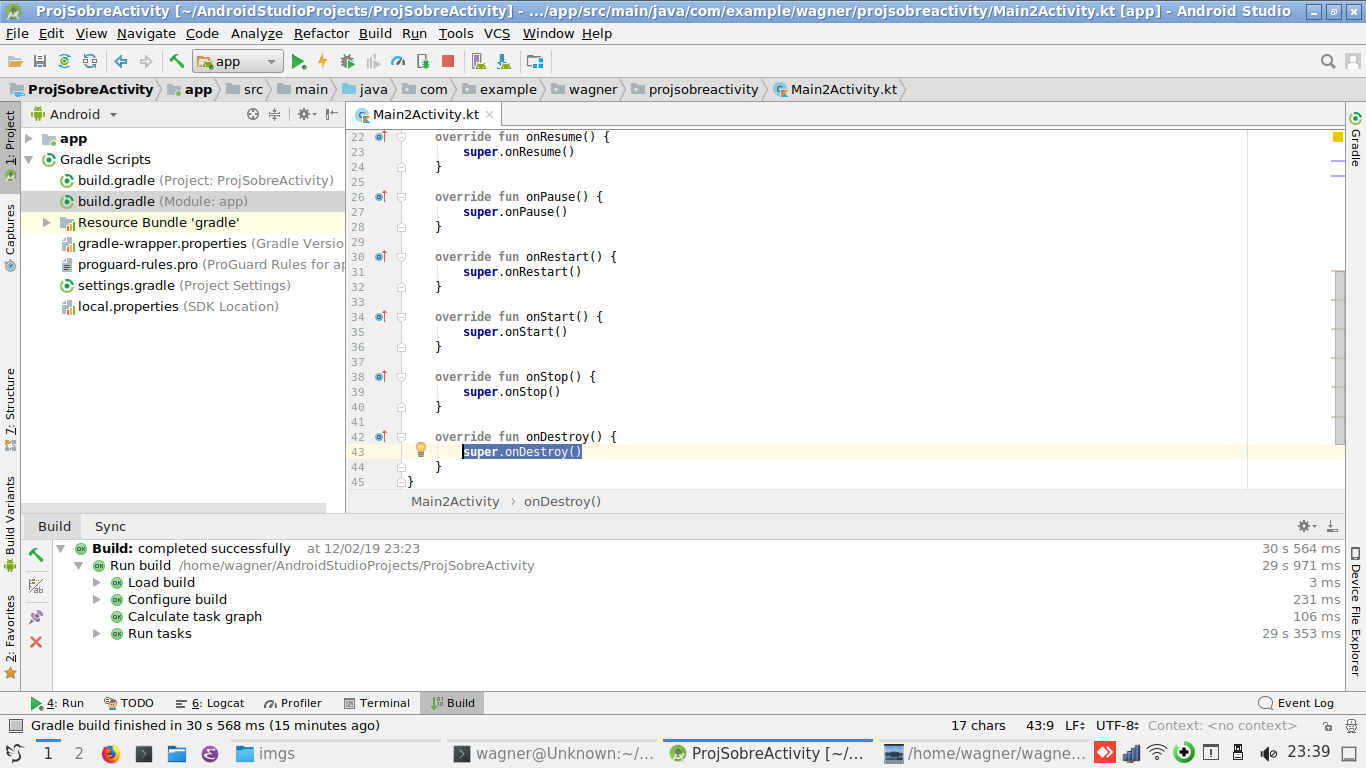 ProjSobreActivity [~/AndroidStudioProjects/ProjSobreActivity] - .../app/src/main/java/com/example/wagner/projsobreactivity/Main2Activity.kt [app] - Android Studio
File Edit View Navigate Code Analyze Refactor Build Run Tools VCS Window Help
app
ProjSobreActivity app src main java com example wagner projsobreactivity Main2Activity.kt
1: Project
Captures
7: Structure
Build Variants
2: Favorites
Android
app
Gradle Scripts
build.gradle (Project: ProjSobreActivity)
build.gradle (Module: app)
Resource Bundle 'gradle'
gradle-wrapper.properties (Gradle Versio
proguard-rules.pro (ProGuard Rules for ap
settings.gradle (Project Settings)
local.properties (SDK Location)
Main2Activity.kt
22 override fun onResume() {
23 super.onResume()
24 }
25
26 override fun onPause() {
27 super.onPause()
28 }
29
30 override fun onRestart() {
31 super.onRestart()
32 }
33
34 override fun onStart() {
35 super.onStart()
36 }
37
38 override fun onStop() {
39 super.onStop()
40 }
41
42 override fun onDestroy() {
43 super.onDestroy()
44 }
45 }
Main2Activity › onDestroy()
Gradle
Device File Explorer
Build Sync
Build: completed successfully at 12/02/19 23:23 30 s 564 ms
Run build /home/wagner/AndroidStudioProjects/ProjSobreActivity 29 s 971 ms
Load build 3 ms
Configure build 231 ms
Calculate task graph 106 ms
Run tasks 29 s 353 ms
4: Run TODO 6: Logcat Profiler Terminal Build Event Log
Gradle build finished in 30 s 568 ms (15 minutes ago) 17 chars 43:9 LF÷ UTF-8÷ Context: <no context>
1 2 imgs wagner@Unknown:~/... ProjSobreActivity [~/... /home/wagner/wagne... 23:39